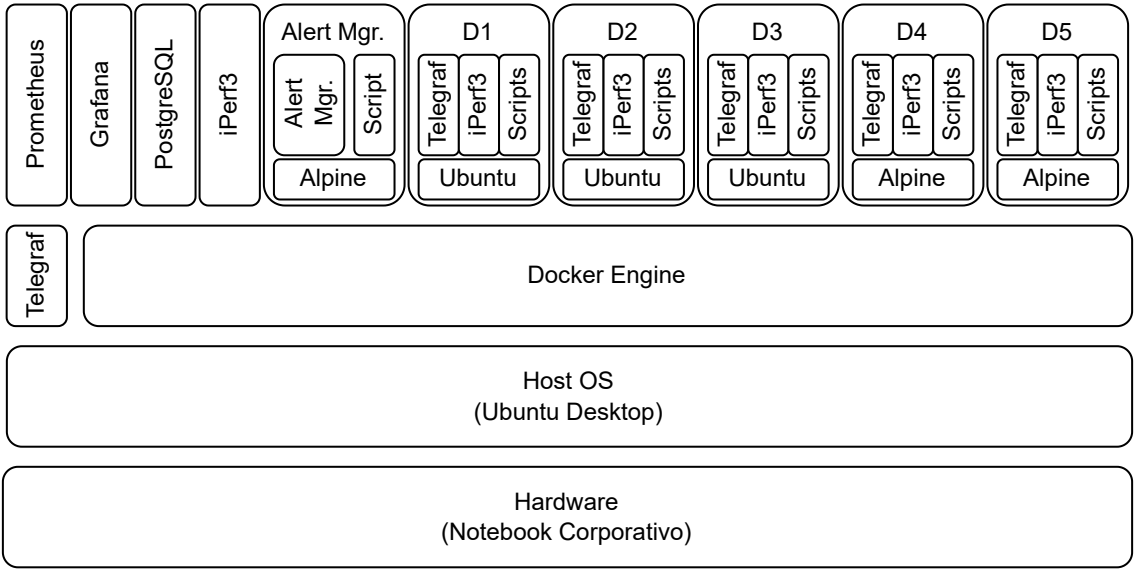 Prometheus
Grafana
PostgreSQL
iPerf3
Alert Mgr.
Alert
Mgr.
Script
Alpine
D1
Telegraf
iPerf3
Scripts
Ubuntu
D2
Telegraf
iPerf3
Scripts
Ubuntu
D3
Telegraf
iPerf3
Scripts
Ubuntu
D4
Telegraf
iPerf3
Scripts
Alpine
D5
Telegraf
iPerf3
Scripts
Alpine
Telegraf
Docker Engine
Host OS
(Ubuntu Desktop)
Hardware
(Notebook Corporativo)